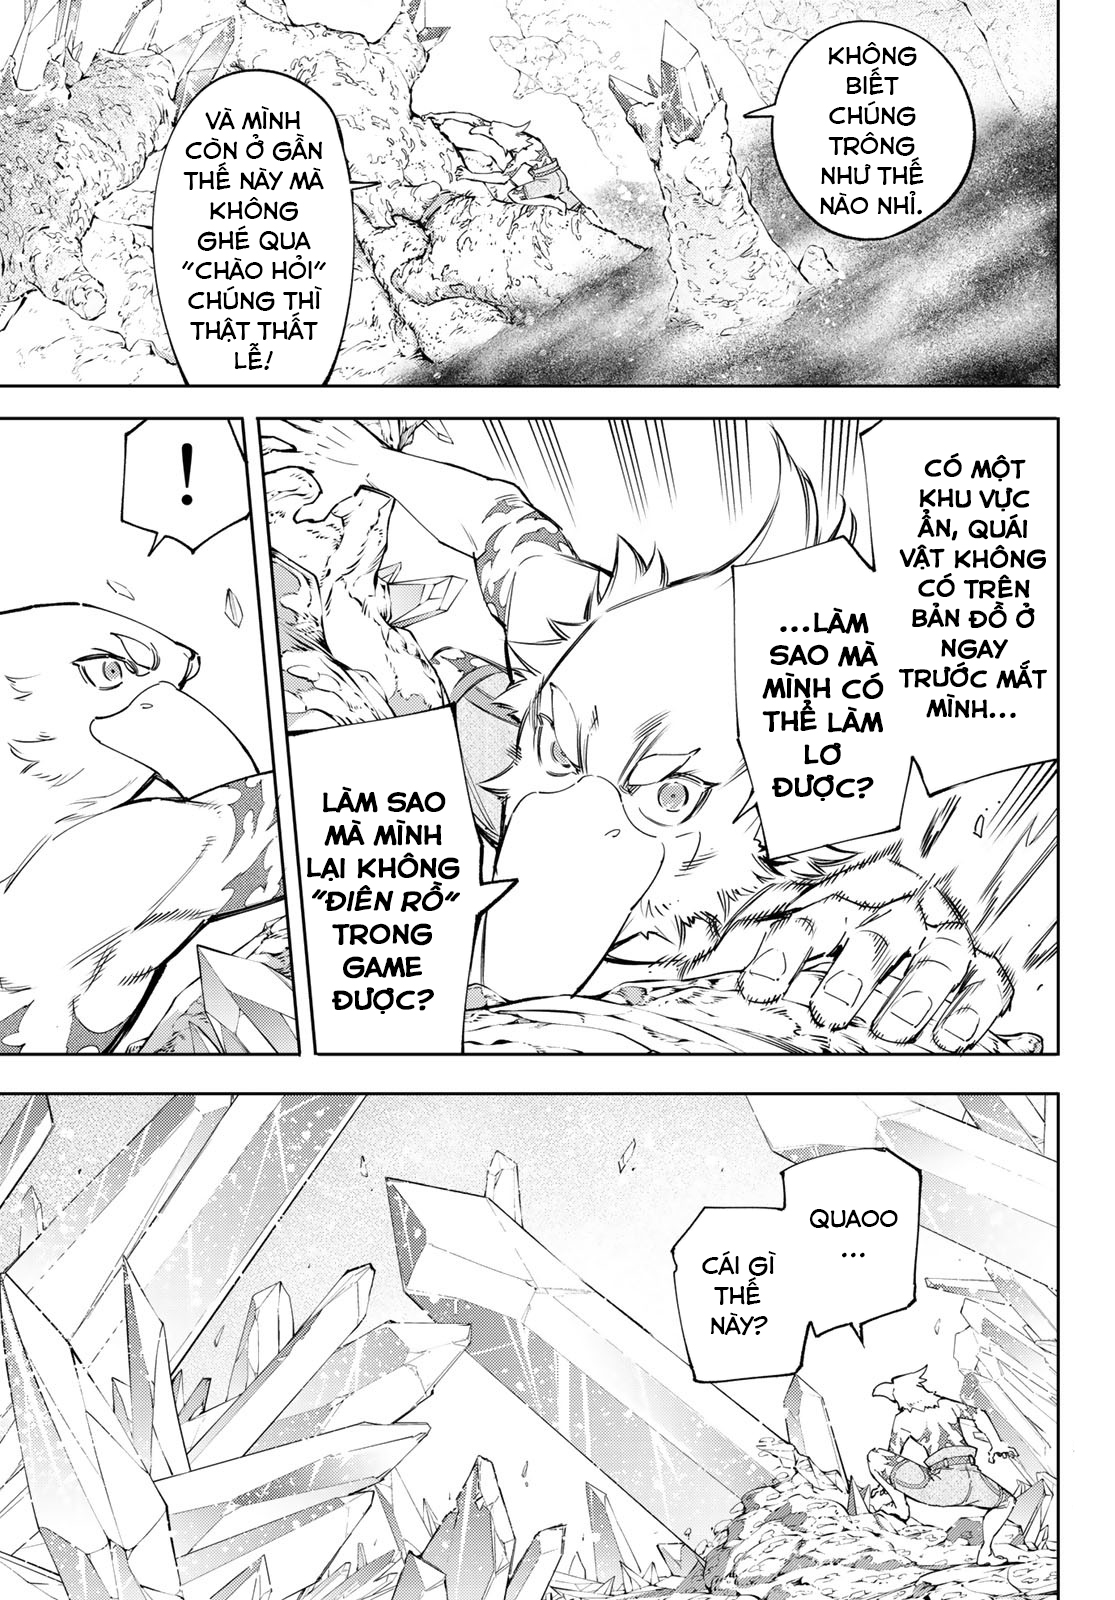 KHÔNG
BIẾT
CHÚNG
TRÔNG
NHƯ THẾ
NÀO NHỈ.
VÀ MÌNH
CÒN Ở GẦN
THẾ NÀY MÀ
KHÔNG
GHÉ QUA
“CHÀO HỎI”
CHÚNG THÌ
THẬT THẤT
LỄ!
CÓ MỘT
KHU VỰC
ẨN, QUÁI
VẬT KHÔNG
CÓ TRÊN
BẢN ĐỒ Ở
NGAY
TRƯỚC MẮT
MÌNH...
...LÀM
SAO MÀ
MÌNH CÓ
THỂ LÀM
LƠ
ĐƯỢC?
LÀM SAO
MÀ MÌNH
LẠI KHÔNG
“ĐIÊN RỒ”
TRONG
GAME
ĐƯỢC?
!
QUAOO
...
CÁI GÌ
THẾ
NÀY?